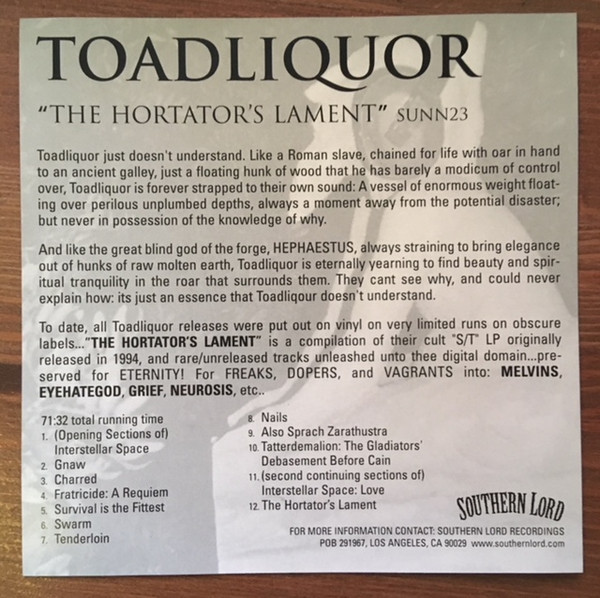 TOADLIQUOR
"THE HORTATOR'S LAMENT" SUNN23
Toadliquor just doesn't understand. Like a Roman slave, chained for life with oar in hand
to an ancient galley, just a floating hunk of wood that he has barely a modicum of control
over, Toadliquor is forever strapped to their own sound: A vessel of enormous weight float-
ing over perilous unplumbed depths, always a moment away from the potential disaster;
but never in possession of the knowledge of why.
And like the great blind god of the forge, HEPHAESTUS, always straining to bring elegance
out of hunks of raw molten earth, Toadliquor is eternally yearning to find beauty and spir-
itual tranquility in the roar that surrounds them. They cant see why, and could never
explain how: its just an essence that Toadliqour doesn't understand.
To date, all Toadliquor releases were put out on vinyl on very limited runs on obscure
labels..."THE HORTATOR'S LAMENT" is a compilation of their cult "S/T" LP originally
released in 1994, and rare/unreleased tracks unleashed unto thee digital domain...pre-
served for ETERNITY! For FREAKS, DOPERS, and VAGRANTS into: MELVINS,
EYEHATEGOD, GRIEF, NEUROSIS, etc..
71:32 total running time
1. (Opening Sections of)
Interstellar Space
2. Gnaw
3. Charred
4. Fratricide: A Requiem
5. Survival is the Fittest
6. Swarm
7. Tenderloin
8. Nails
9. Also Sprach Zarathustra
10. Tatterdemalion: The Gladiators'
Debasement Before Cain
11. (second continuing sections of)
Interstellar Space: Love
12. The Hortator's Lament
SOUTHERN LORD
FOR MORE INFORMATION CONTACT: SOUTHERN LORD RECORDINGS
POB 291967, LOS ANGELES, CA 90029 www.southernlord.com